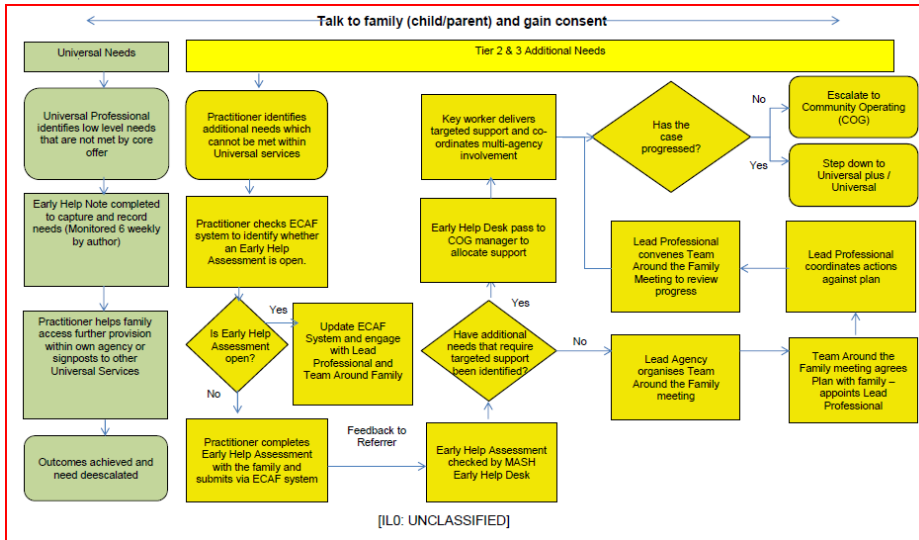 Talk to family (child/parent) and gain consent
Universal Needs
Tier 2 & 3 Additional Needs
Universal Professional
identifies low level needs
that are not met by core
offer
Early Help Note completed
to capture and record
needs (Monitored 6 weekly
by author)
Practitioner helps family
access further provision
within own agency or
signposts to other
Universal Services
Outcomes achieved and
need deescalated
Practitioner identifies
additional needs which
cannot be met within
Universal services
Practitioner checks ECAF
system to identify whether
an Early Help
Assessment is open.
Is Early Help
Assessment
open?
Yes
Update ECAF
System and engage
with Lead
Professional and
Team Around Family
No
Practitioner completes
Early Help Assessment
with the family and
submits via ECAF system
Feedback to
Referrer
Early Help Assessment
checked by MASH
Early Help Desk
Have additional
needs that require
targeted support
been identified?
Yes
Early Help Desk pass to
COG manager to
allocate support
Key worker delivers
targeted support and co-
ordinates multi-agency
involvement
No
Lead Agency
organises Team
Around the Family
meeting
Team Around the
Family meeting agrees
Plan with family –
appoints Lead
Professional
Lead Professional
coordinates actions
against plan
Lead Professional
convenes Team
Around the Family
Meeting to review
progress
Has the
case
progressed?
No
Escalate to
Community Operating
(COG)
Yes
Step down to
Universal plus /
Universal
[IL0: UNCLASSIFIED]